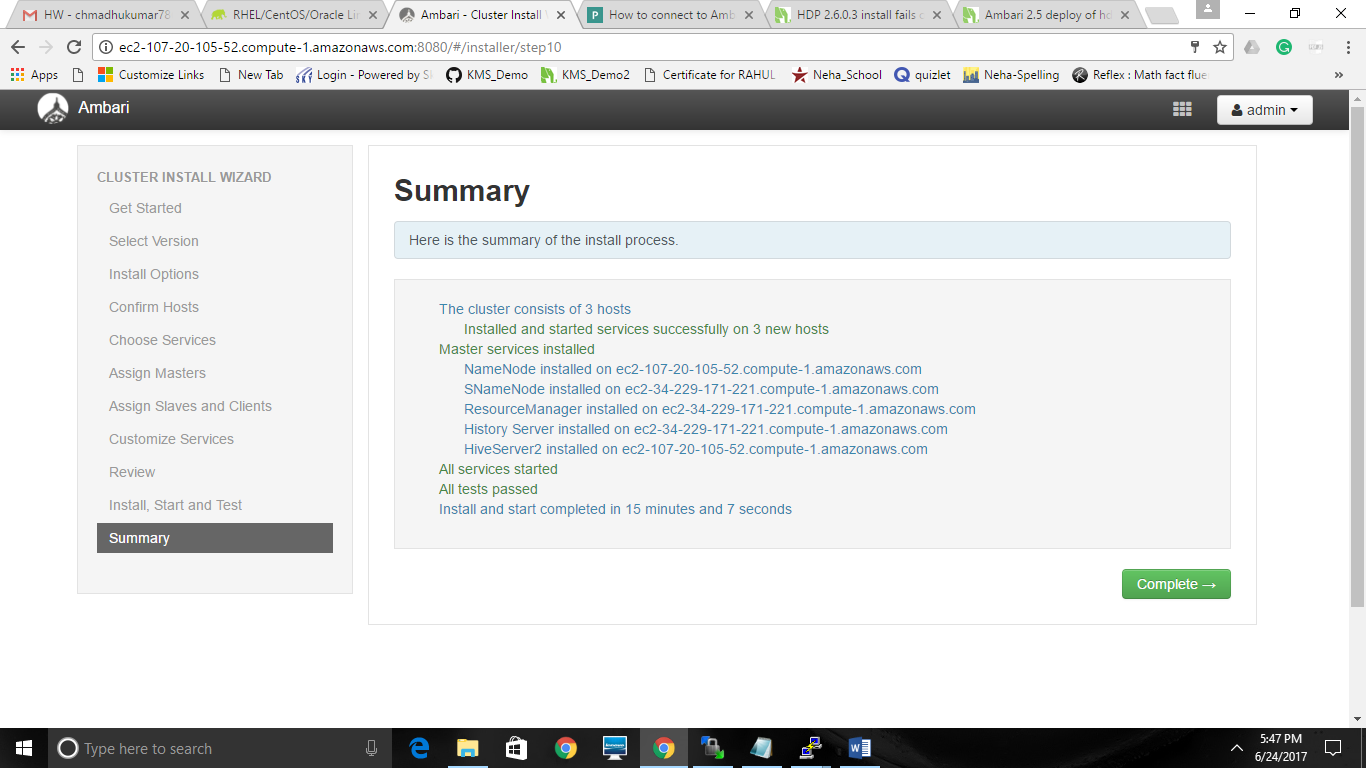 HW - chmadhukumar78
RHEL/CentOS/Oracle Li
Ambari - Cluster Install
How to connect to Amb
HDP 2.6.0.3 install fails
Ambari 2.5 deploy of hd
ec2-107-20-105-52.compute-1.amazonaws.com:8080/#/installer/step10
Apps
Customize Links
New Tab
Login - Powered by
KMS_Demo
KMS_Demo2
Certificate for RAHUL
Neha_School
quizlet
Neha-Spelling
Reflex : Math fact flue
»
Ambari
admin
CLUSTER INSTALL WIZARD
Get Started
Select Version
Install Options
Confirm Hosts
Choose Services
Assign Masters
Assign Slaves and Clients
Customize Services
Review
Install, Start and Test
Summary
Summary
Here is the summary of the install process.
The cluster consists of 3 hosts
Installed and started services successfully on 3 new hosts
Master services installed
NameNode installed on ec2-107-20-105-52.compute-1.amazonaws.com
SNameNode installed on ec2-34-229-171-221.compute-1.amazonaws.com
ResourceManager installed on ec2-34-229-171-221.compute-1.amazonaws.com
History Server installed on ec2-34-229-171-221.compute-1.amazonaws.com
HiveServer2 installed on ec2-107-20-105-52.compute-1.amazonaws.com
All services started
All tests passed
Install and start completed in 15 minutes and 7 seconds
Complete →
Type here to search
5:47 PM
6/24/2017